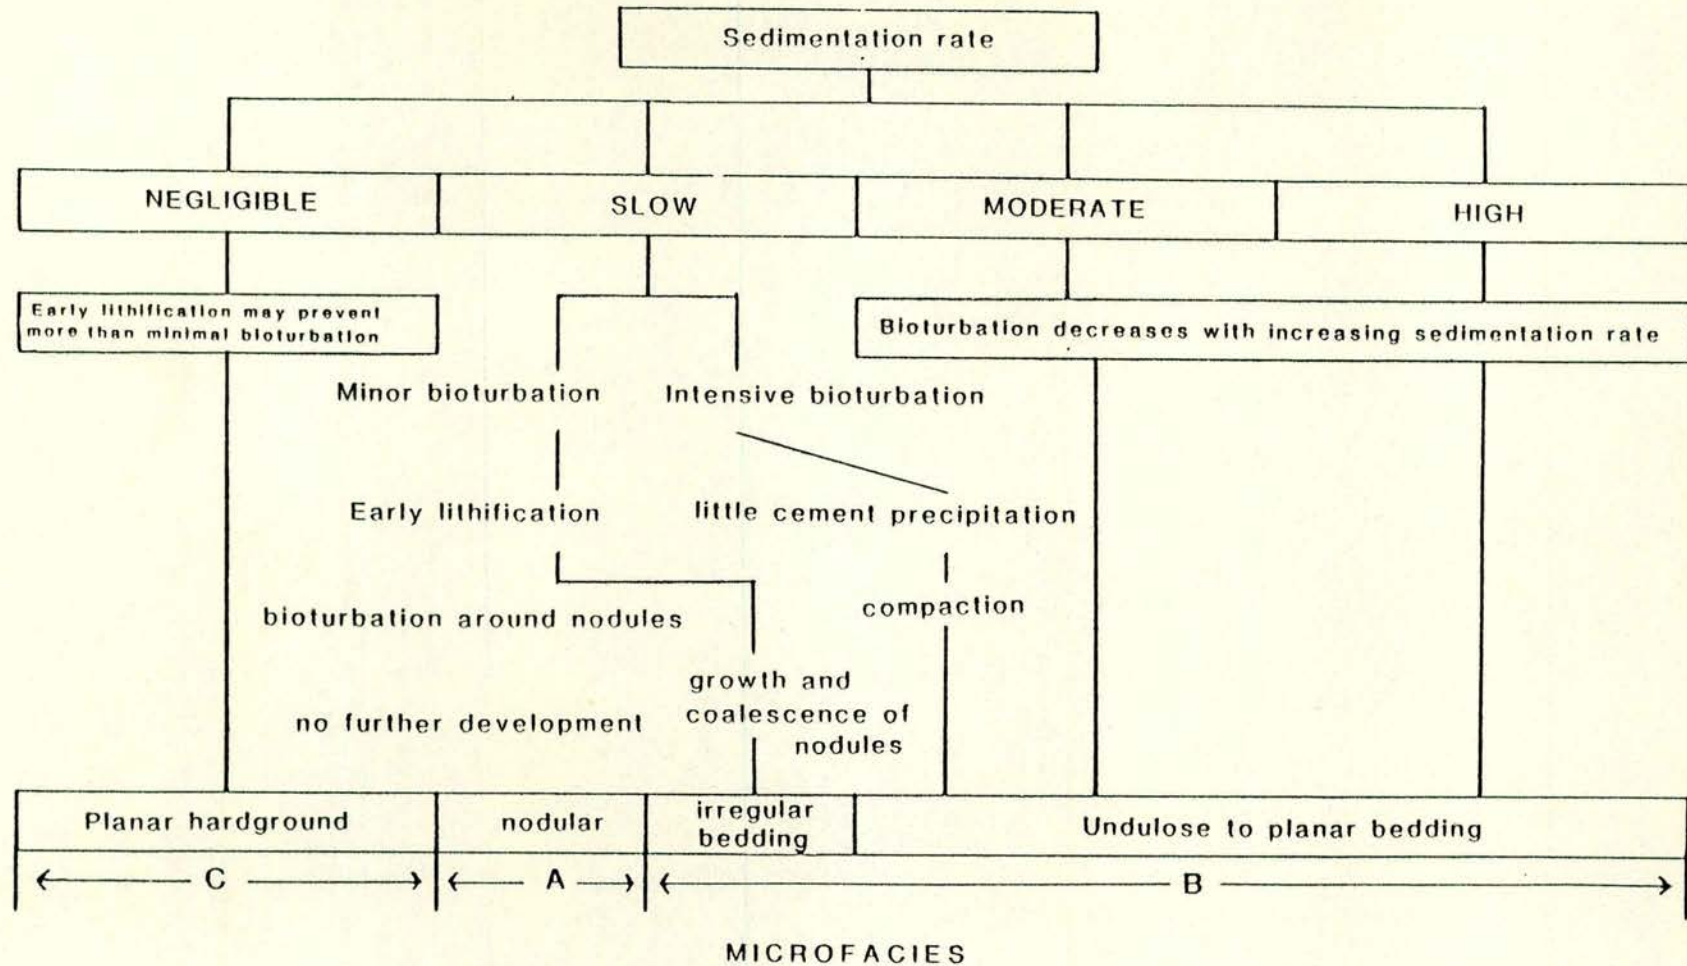 Sedimentation rate
NEGLIGIBLE
SLOW
MODERATE
HIGH
Early lithification may prevent
more than minimal bioturbation
Bioturbation decreases with increasing sedimentation rate
Minor bioturbation
Intensive bioturbation
Early lithification
little cement precipitation
bioturbation around nodules
compaction
growth and
coalescence of
nodules
no further development
Planar hardground
nodular
irregular
bedding
Undulose to planar bedding
C
A
B
MICROFACIES